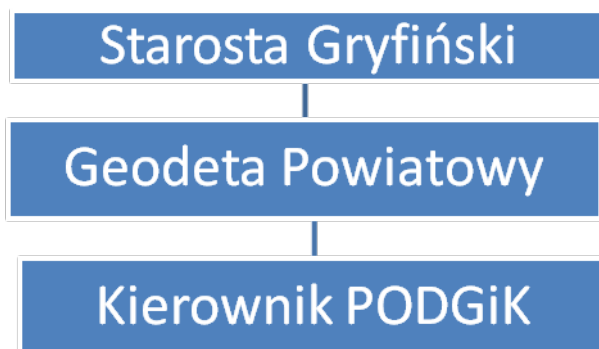 Starosta Gryfiński
Geodeta Powiatowy
Kierownik PODGiK